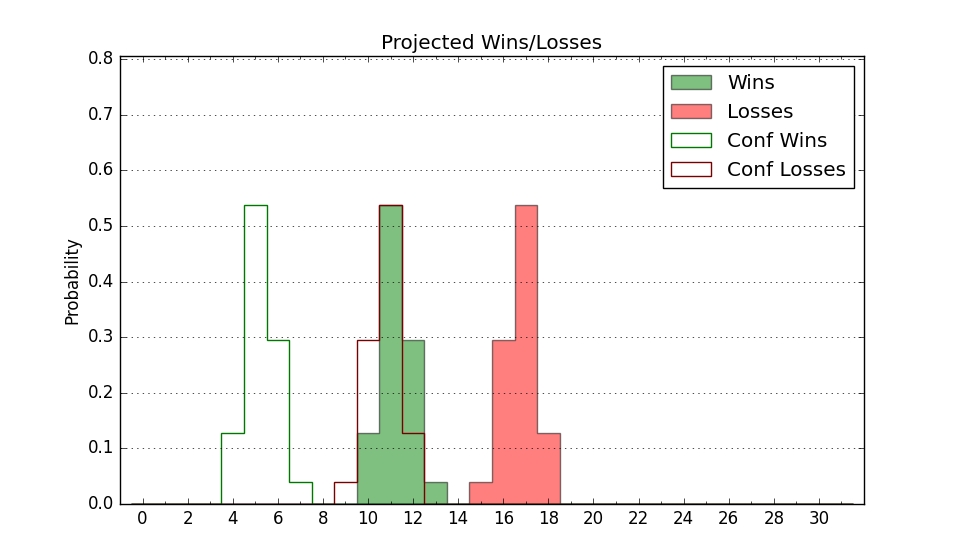 Projected Wins/Losses
0.8
0.7
0.6
0.5
0.4
0.3
0.2
0.1
0.0
Probability
Wins
Losses
Conf Wins
Conf Losses
0 2 4 6 8 10 12 14 16 18 20 22 24 26 28 30